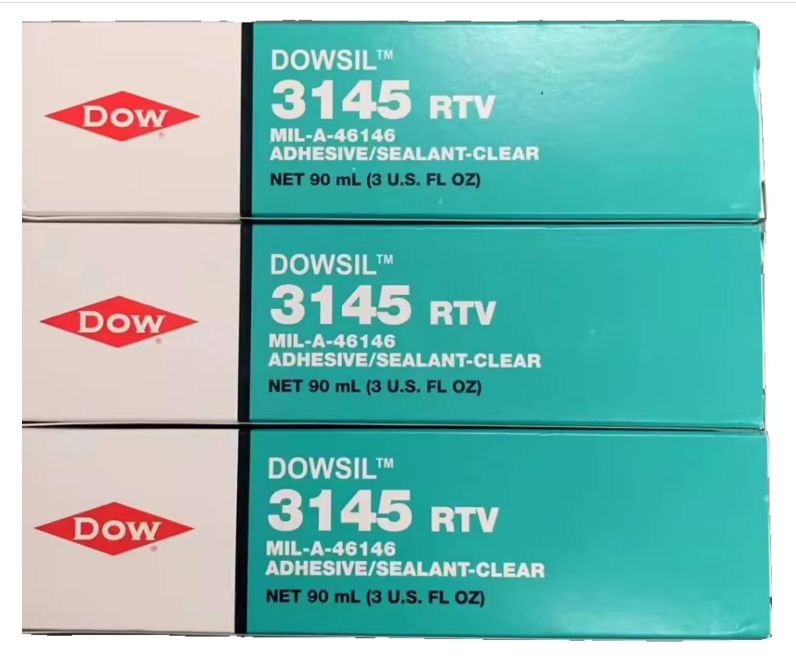 DOW
®
DOWSIL™
3145 RTV
MIL-A-46146
ADHESIVE/SEALANT-CLEAR
NET 90 mL (3 U.S. FL OZ)
DOW
®
DOWSIL™
3145 RTV
MIL-A-46146
ADHESIVE/SEALANT-CLEAR
NET 90 mL (3 U.S. FL OZ)
DOW
®
DOWSIL™
3145 RTV
MIL-A-46146
ADHESIVE/SEALANT-CLEAR
NET 90 mL (3 U.S. FL OZ)